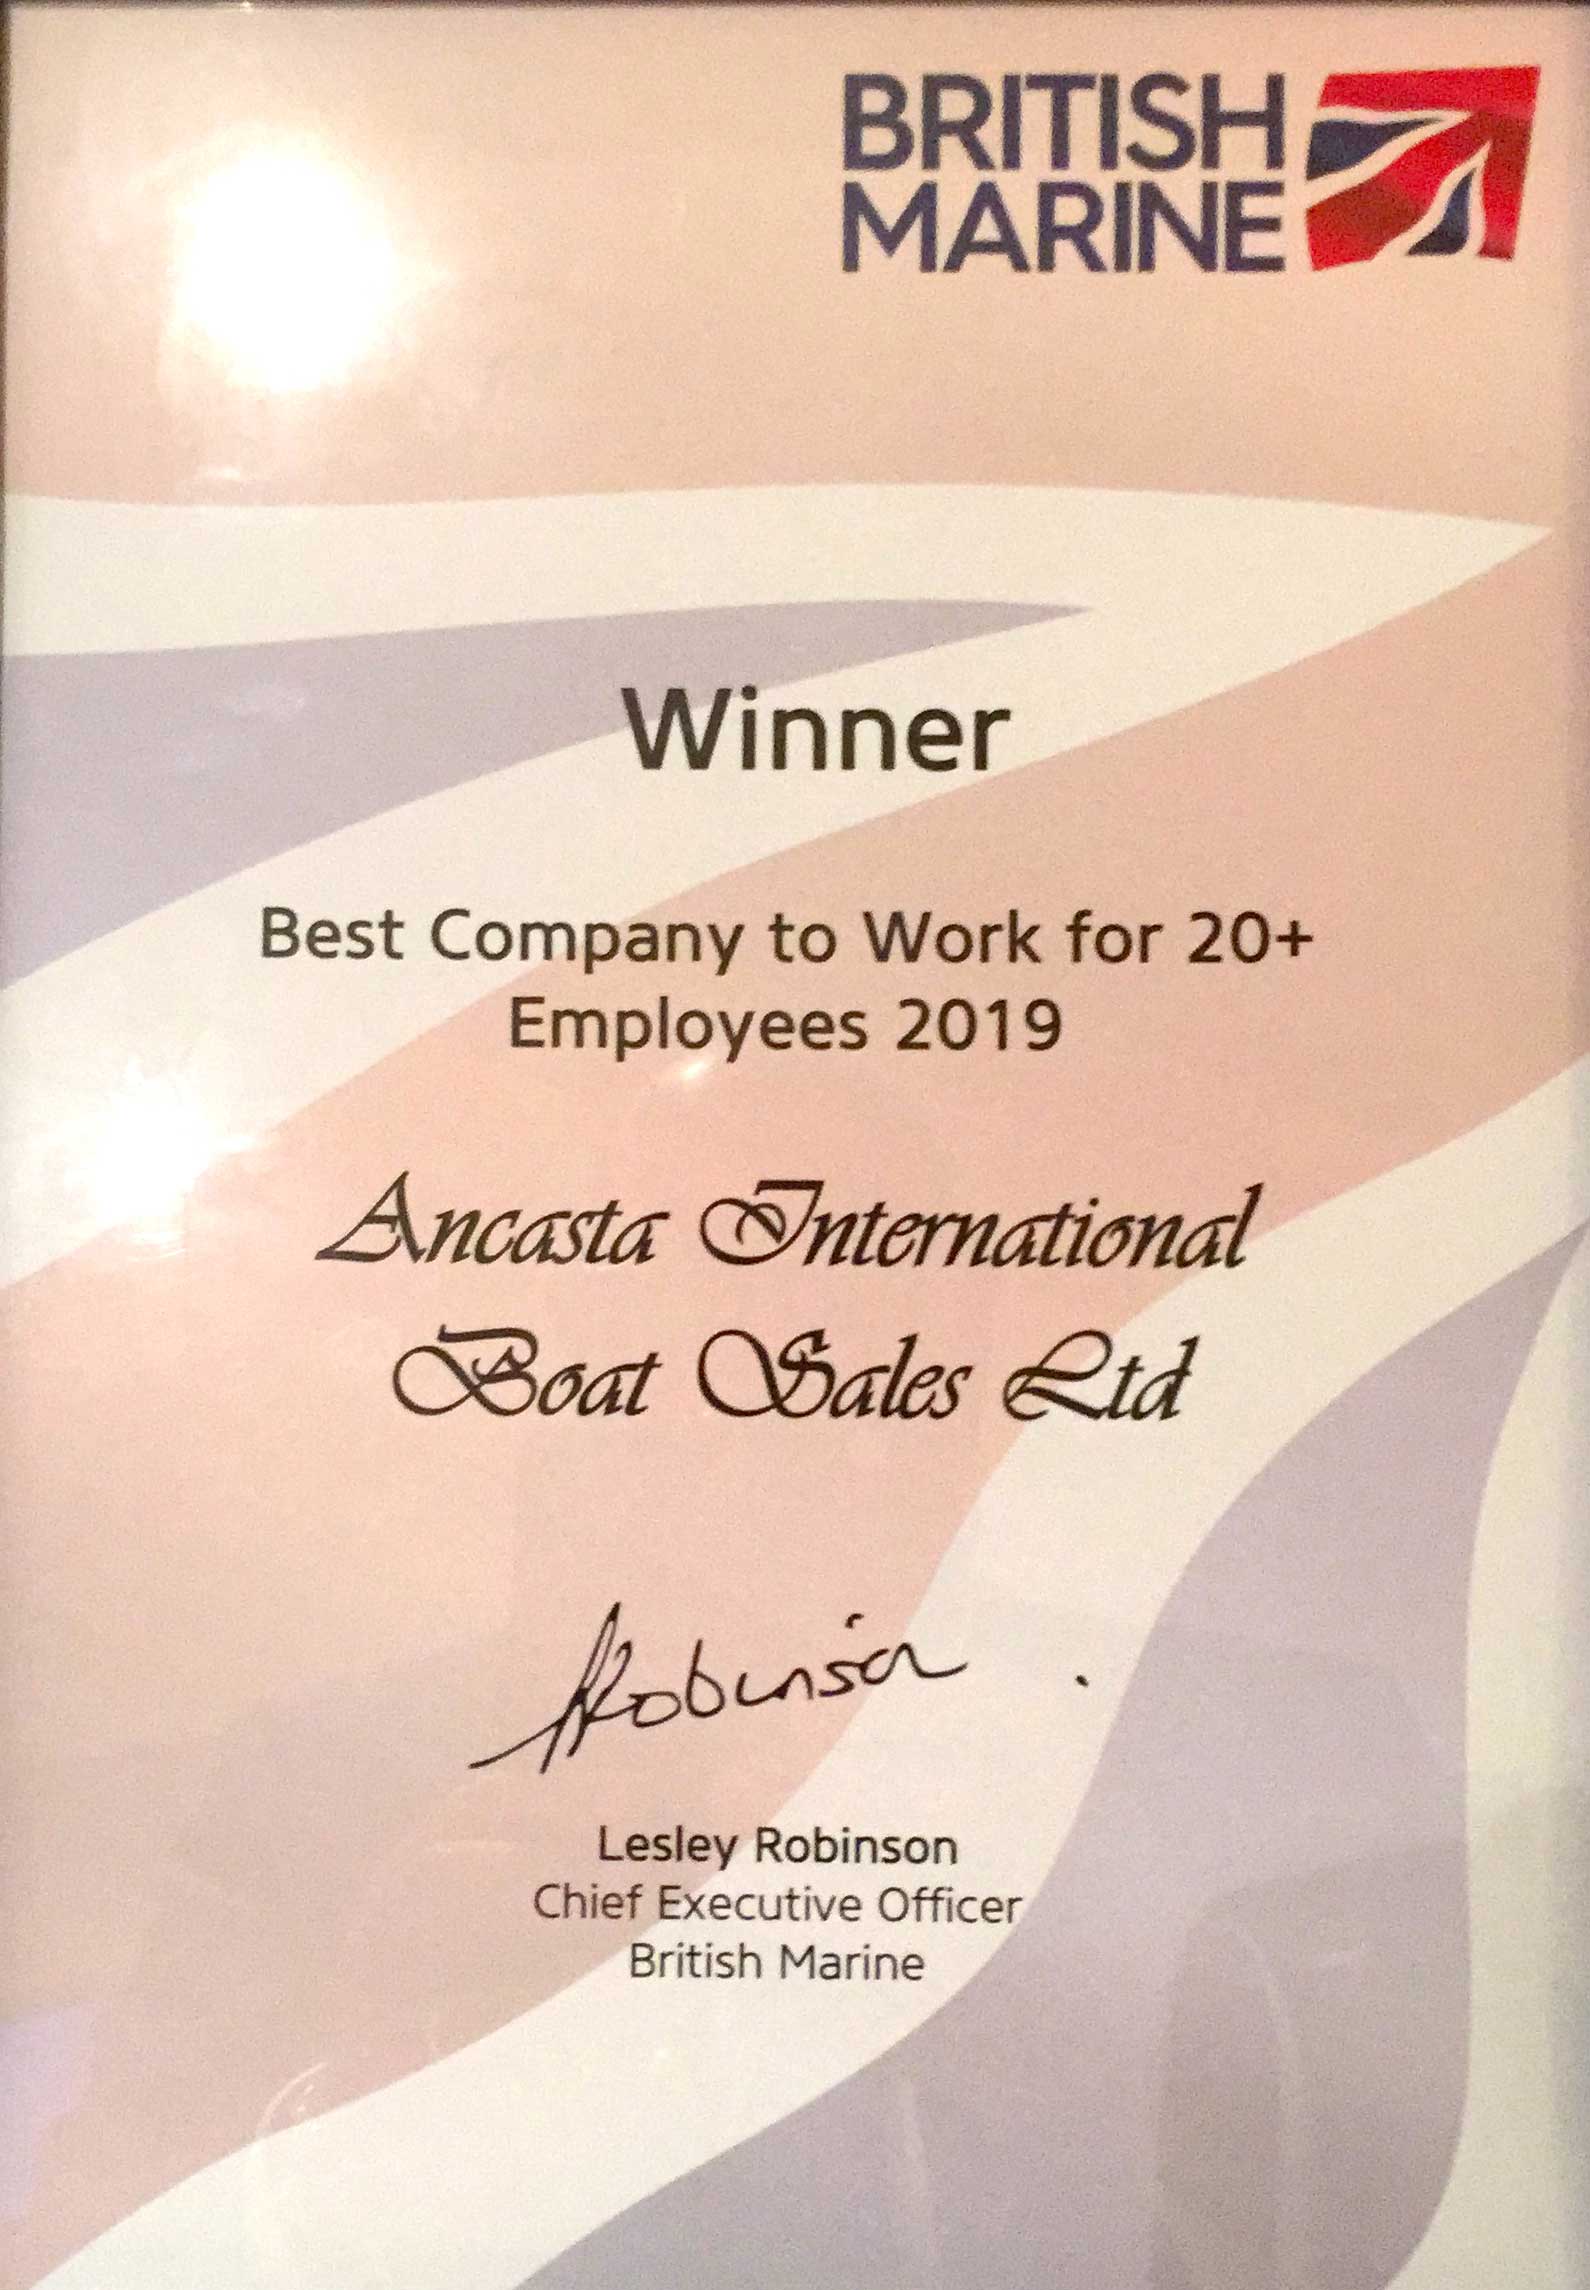 BRITISH
MARINE
Winner
Best Company to Work for 20+
Employees 2019
Ancasta International
Boat Sales Ltd
LRobinson
Lesley Robinson
Chief Executive Officer
British Marine